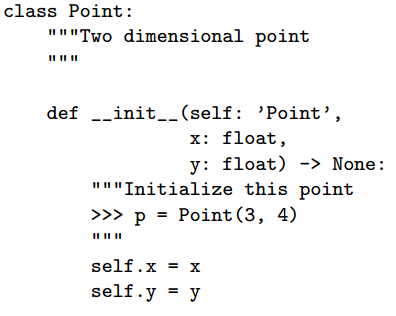 class Point:
    """Two dimensional point
    """

    def __init__(self: ’Point’,
                 x: float,
                 y: float) -> None:
        """Initialize this point
        >>> p = Point(3, 4)
        """
        self.x = x
        self.y = y